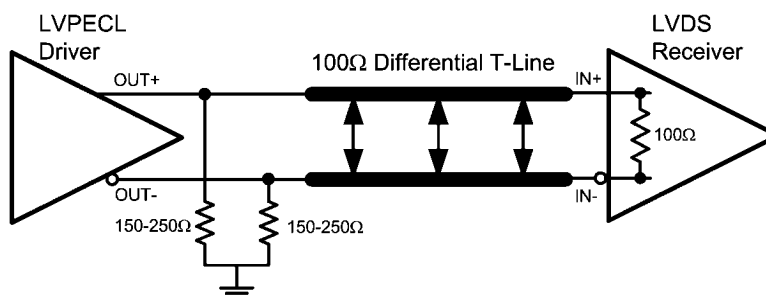 LVPECL
Driver
OUT+
100Ω Differential T-Line
IN+
LVDS
Receiver
100Ω
OUT-
IN-
150-250Ω
150-250Ω